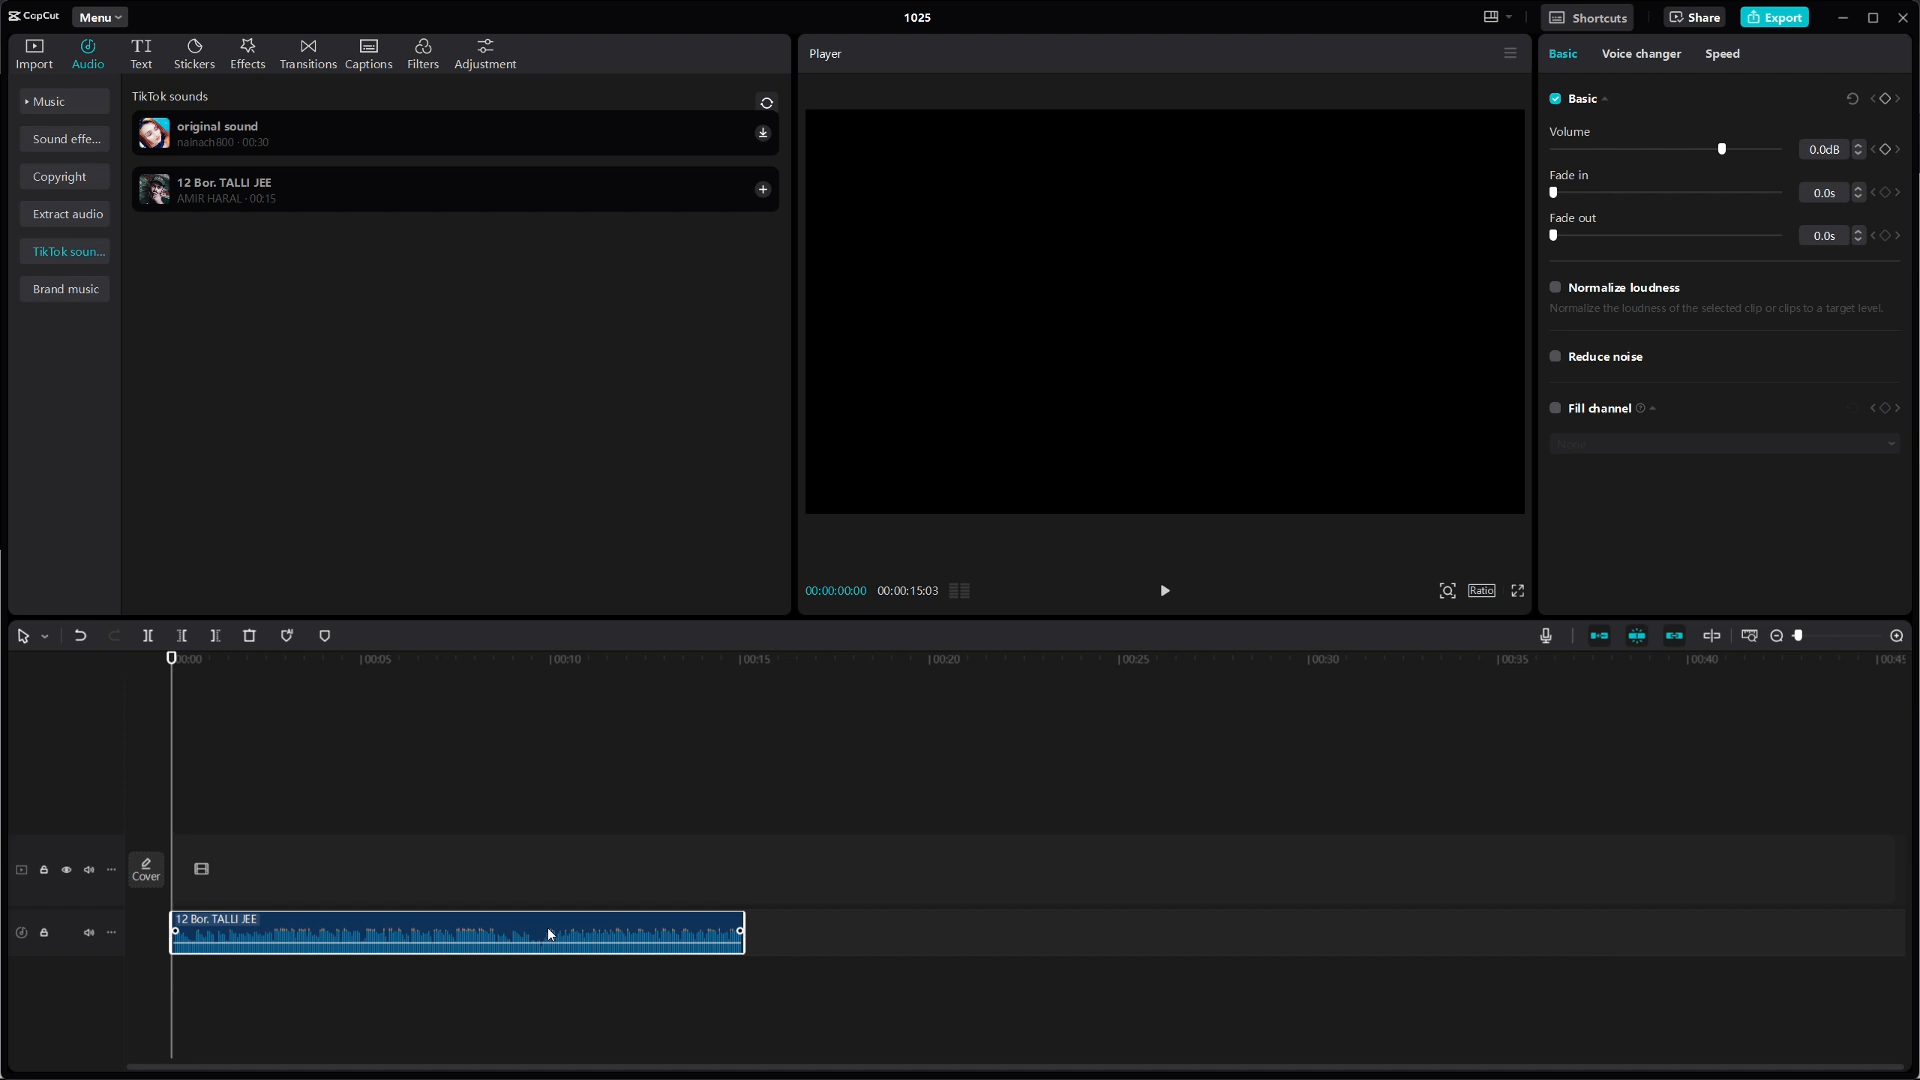 CapCut
Menu
1025
Shortcuts
Share
Export
Import
Audio
Text
Stickers
Effects
Transitions
Captions
Filters
Adjustment
Music
Sound effe...
Copyright
Extract audio
TikTok soun...
Brand music
TikTok sounds
original sound
nainach800 · 00:30
12 Bor. TALLI JEE
AMIR HARAL · 00:15
Player
00:00:00:00
00:00:15:03
Ratio
Basic
Voice changer
Speed
Basic
Volume
0.0dB
Fade in
0.0s
Fade out
0.0s
Normalize loudness
Normalize the loudness of the selected clip or clips to a target level.
Reduce noise
Fill channel
None
00:00
00:05
00:10
00:15
00:20
00:25
00:30
00:35
00:40
00:45
Cover
12 Bor. TALLI JEE